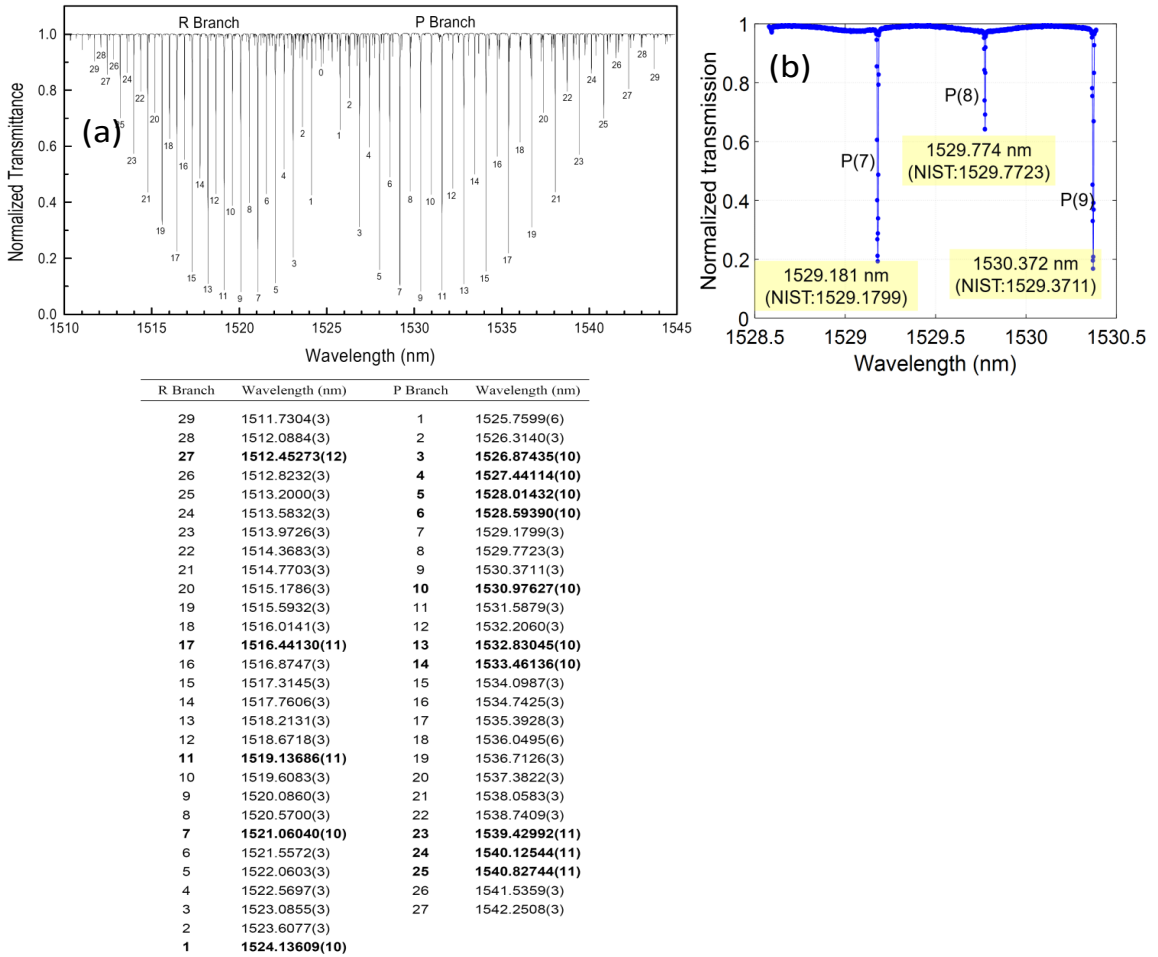 R Branch P Branch
1.0
0.8
0.6
0.4
0.2
0.0
Normalized Transmittance
(a)
29
28
27
26
25
24
23
22
21
20
19
18
17
16
15
14
13
12
11
10
9
8
7
6
5
4
3
2
1
0
1
2
3
4
5
6
7
8
9
10
11
12
13
14
15
16
17
18
19
20
21
22
23
24
25
26
27
28
29
1510 1515 1520 1525 1530 1535 1540 1545
Wavelength (nm)
1
0.8
0.6
0.4
0.2
0
Normalized transmission
(b)
P(8)
1529.774 nm
(NIST:1529.7723)
P(7)
P(9)
1529.181 nm
(NIST:1529.1799)
1530.372 nm
(NIST:1529.3711)
1528.5 1529 1529.5 1530 1530.5
Wavelength (nm)
R Branch Wavelength (nm) P Branch Wavelength (nm)
29 1511.7304(3) 1 1525.7599(6)
28 1512.0884(3) 2 1526.3140(3)
27 1512.45273(12) 3 1526.87435(10)
26 1512.8232(3) 4 1527.44114(10)
25 1513.2000(3) 5 1528.01432(10)
24 1513.5832(3) 6 1528.59390(10)
23 1513.9726(3) 7 1529.1799(3)
22 1514.3683(3) 8 1529.7723(3)
21 1514.7703(3) 9 1530.3711(3)
20 1515.1786(3) 10 1530.97627(10)
19 1515.5932(3) 11 1531.5879(3)
18 1516.0141(3) 12 1532.2060(3)
17 1516.44130(11) 13 1532.83045(10)
16 1516.8747(3) 14 1533.46136(10)
15 1517.3145(3) 15 1534.0987(3)
14 1517.7606(3) 16 1534.7425(3)
13 1518.2131(3) 17 1535.3928(3)
12 1518.6718(3) 18 1536.0495(6)
11 1519.13686(11) 19 1536.7126(3)
10 1519.6083(3) 20 1537.3822(3)
9 1520.0860(3) 21 1538.0583(3)
8 1520.5700(3) 22 1538.7409(3)
7 1521.06040(10) 23 1539.42992(11)
6 1521.5572(3) 24 1540.12544(11)
5 1522.0603(3) 25 1540.82744(11)
4 1522.5697(3) 26 1541.5359(3)
3 1523.0855(3) 27 1542.2508(3)
2 1523.6077(3)
1 1524.13609(10)